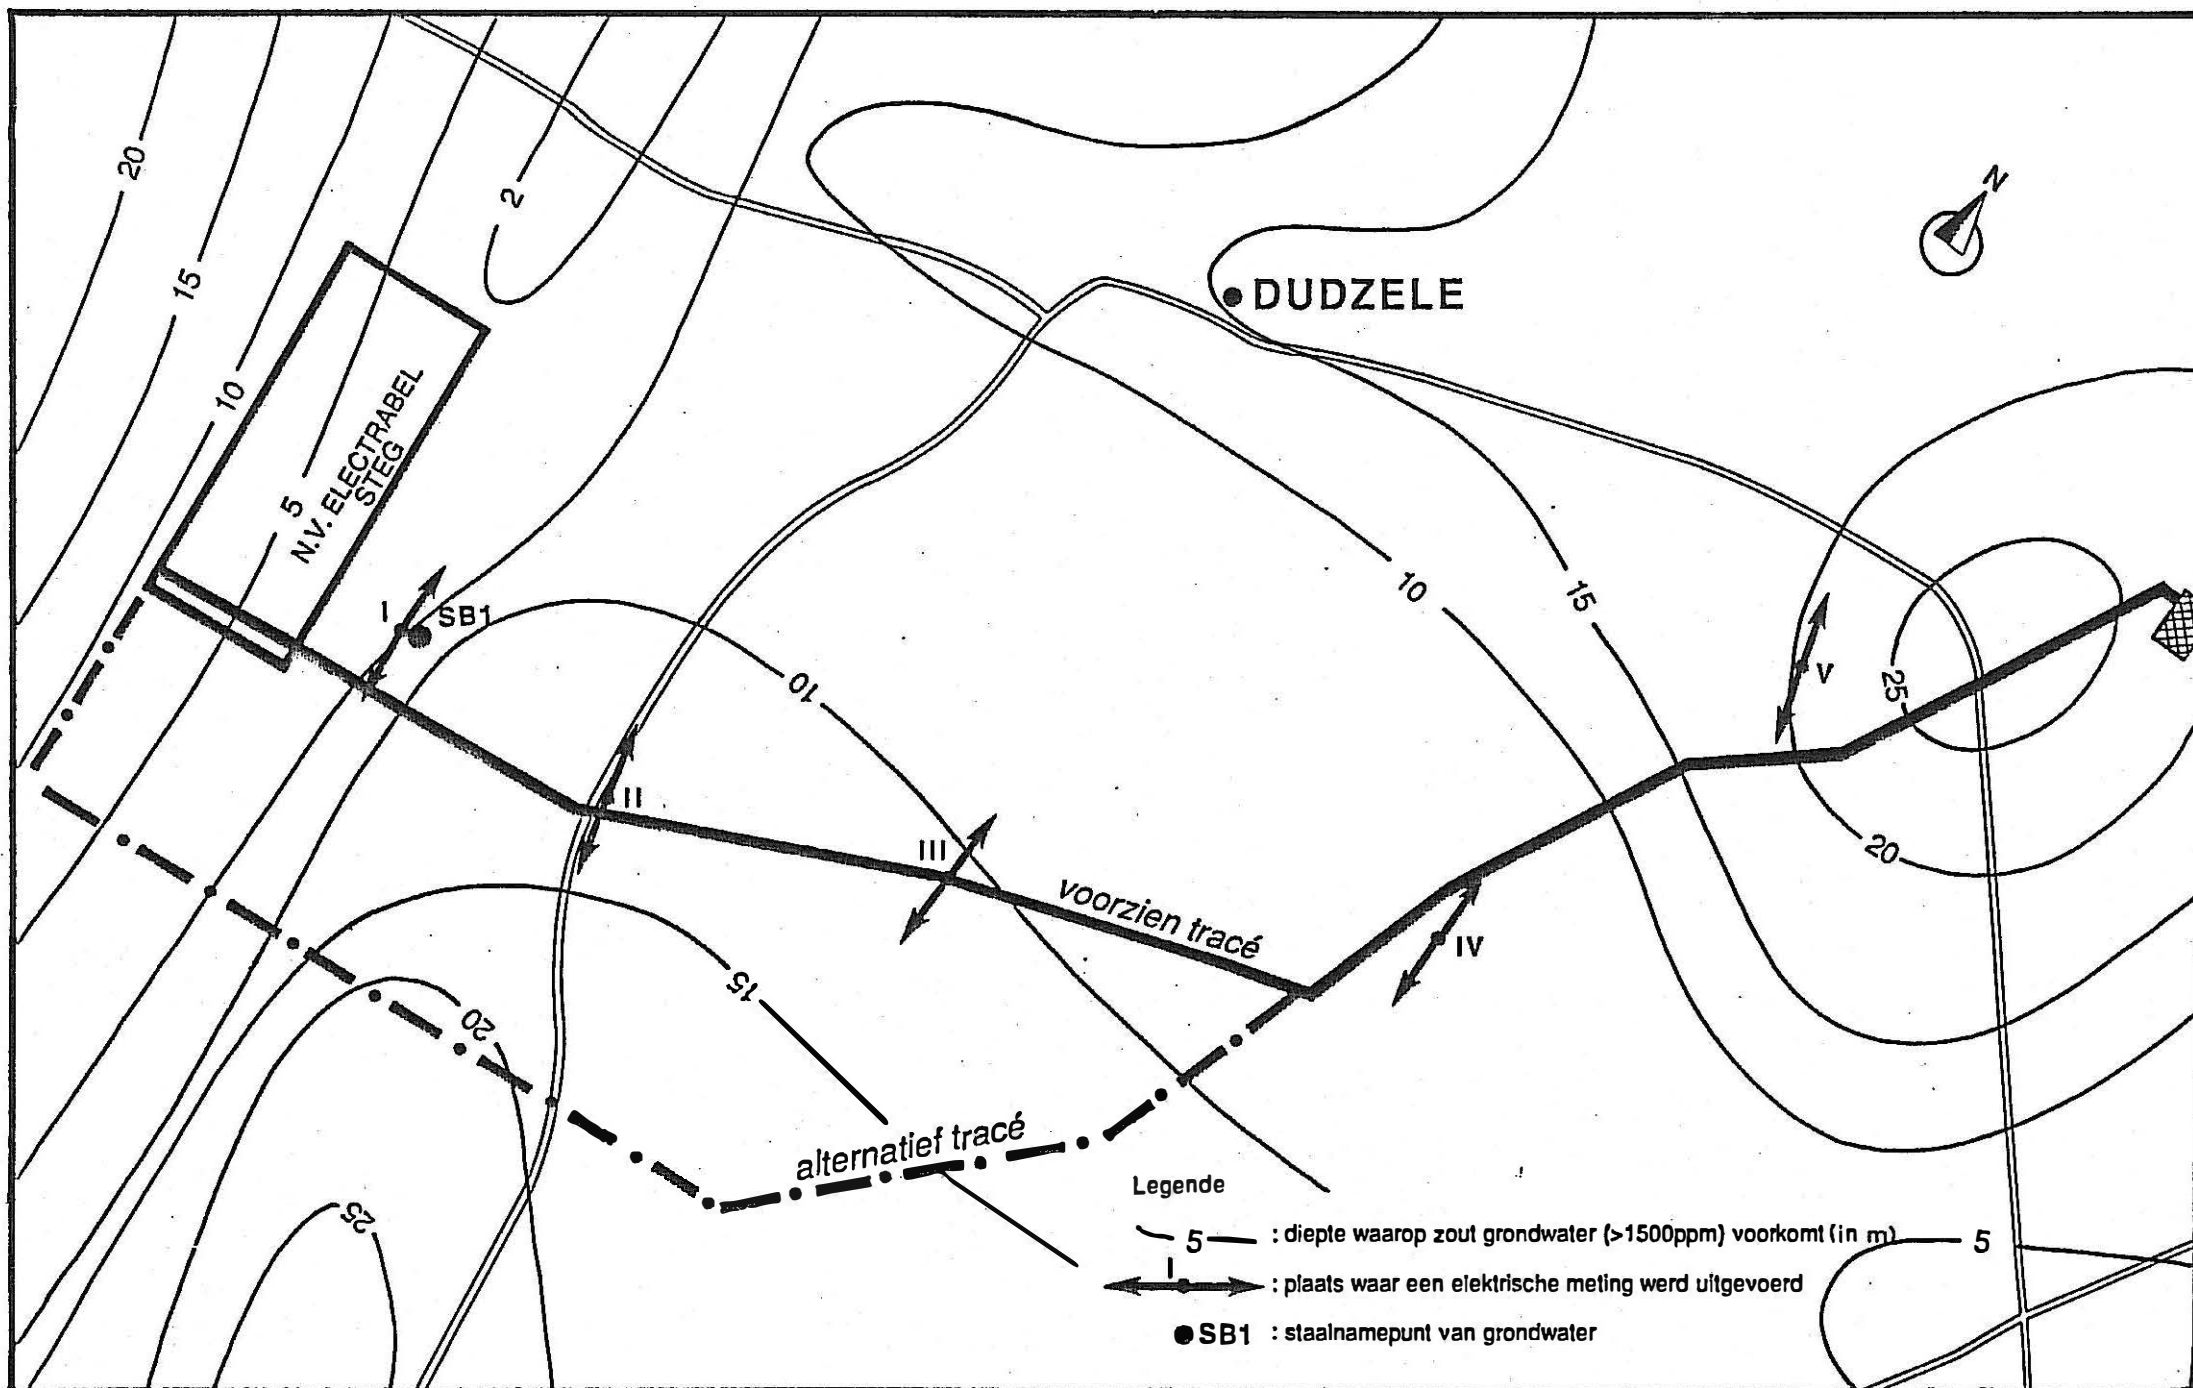 20
15
10
5
2
N.V. ELECTRABEL
STEG
N
DUDZELE
I
SB1
10
II
III
voorzien tracé
IV
10
15
V
25
20
15
20
25
alternatief tracé
Legende
5 : diepte waarop zout grondwater (>1500ppm) voorkomt (in m)
5
I : plaats waar een elektrische meting werd uitgevoerd
SB1 : staalnamepunt van grondwater